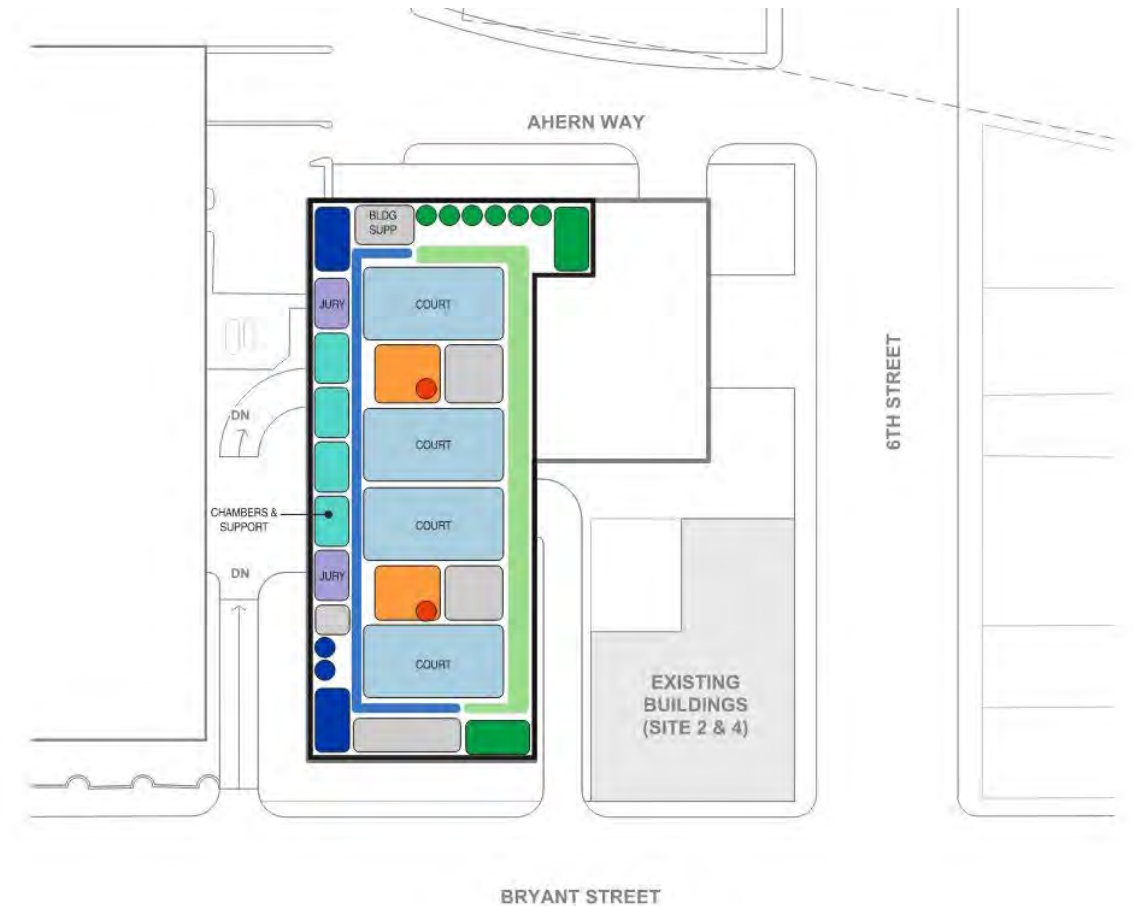 AHERN WAY
BLDG
SUPP
JURY
COURT
6TH STREET
DN
COURT
CHAMBERS &
SUPPORT
COURT
DN
JURY
COURT
EXISTING
BUILDINGS
(SITE 2 & 4)
BRYANT STREET